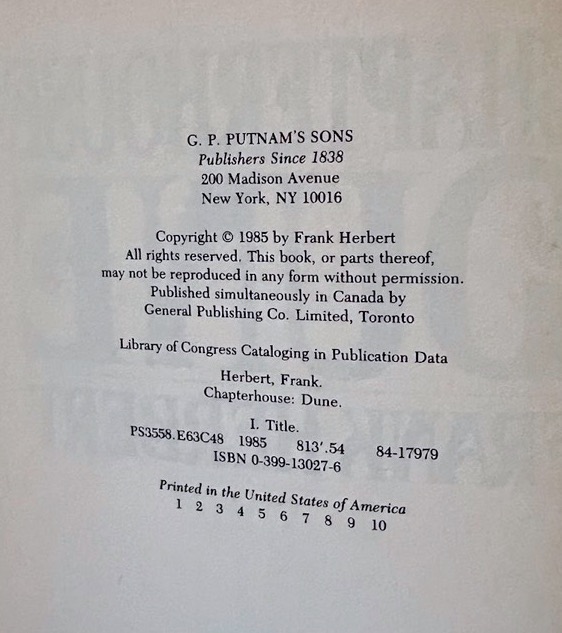 G. P. PUTNAM'S SONS
Publishers Since 1838
200 Madison Avenue
New York, NY 10016
Copyright © 1985 by Frank Herbert
All rights reserved. This book, or parts thereof,
may not be reproduced in any form without permission.
Published simultaneously in Canada by
General Publishing Co. Limited, Toronto
Library of Congress Cataloging in Publication Data
Herbert, Frank.
Chapterhouse: Dune.
I. Title.
PS3558.E63C48 1985 813'.54 84-17979
ISBN 0-399-13027-6
Printed in the United States of America
1 2 3 4 5 6 7 8 9 10